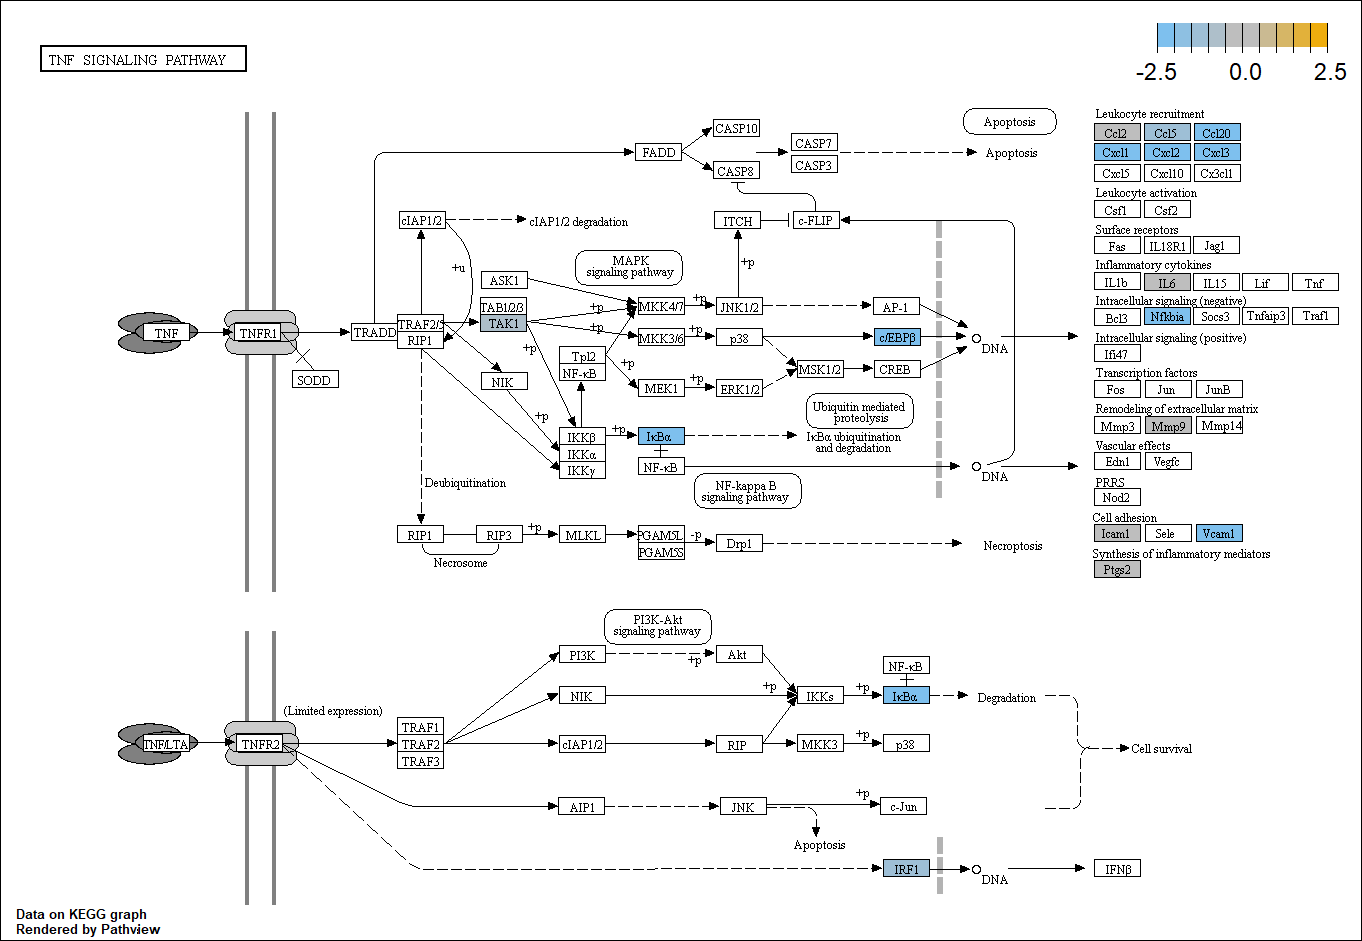 TNF SIGNALING PATHWAY
-2.5 0.0 2.5
Leukocyte recruitment
Ccl2 Ccl5 Ccl20
Cxcl1 Cxcl2 Cxcl3
Cxcl5 Cxcl10 Cx3cl1
Leukocyte activation
Csf1 Csf2
Surface receptors
Fas IL18R1 Jag1
Inflammatory cytokines
IL1b IL6 IL15 Lif Tnf
Intracellular signaling (negative)
Bcl3 Nfkbia Socs3 Tnfaip3 Traf1
Intracellular signaling (positive)
Ifi47
Transcription factors
Fos Jun JunB
Remodeling of extracellular matrix
Mmp3 Mmp9 Mmp14
Vascular effects
Edn1 Vegfc
PRRS
Nod2
Cell adhesion
Icam1 Sele Vcam1
Synthesis of inflammatory mediators
Ptgs2
Apoptosis
CASP10
FADD
CASP7
Apoptosis
CASP3
CASP8
cIAP1/2
cIAP1/2 degradation
ITCH
c-FLIP
+u
MAPK
signaling pathway
+p
ASK1
TAB1/2/3
TAK1
+p
+p
MKK4/7
+p
JNK1/2
AP-1
TNF
TNFR1
TRADD
TRAF2/5
RIP1
MKK3/6
+p
p38
c/EBPβ
DNA
SODD
NIK
Tpl2
NF-κB
+p
MEK1
+p
ERK1/2
MSK1/2
CREB
+p
Ubiquitin mediated
proteolysis
IKKβ
IKKα
IKKγ
+p
IκBα
NF-κB
IκBα ubiquitination
and degradation
DNA
NF-kappa B
signaling pathway
Deubiquitination
RIP1
RIP3
+p
MLKL
PGAM5L
PGAM5S
-p
Drp1
Necroptosis
Necrosome
PI3K-Akt
signaling pathway
PI3K
+p
Akt
NF-κB
NIK
+p
IKKs
+p
IκBα
Degradation
(Limited expression)
TNF/LTA
TNFR2
TRAF1
TRAF2
TRAF3
cIAP1/2
RIP
MKK3
+p
p38
Cell survival
AIP1
JNK
+p
c-Jun
Apoptosis
IRF1
DNA
IFNβ
Data on KEGG graph
Rendered by Pathview